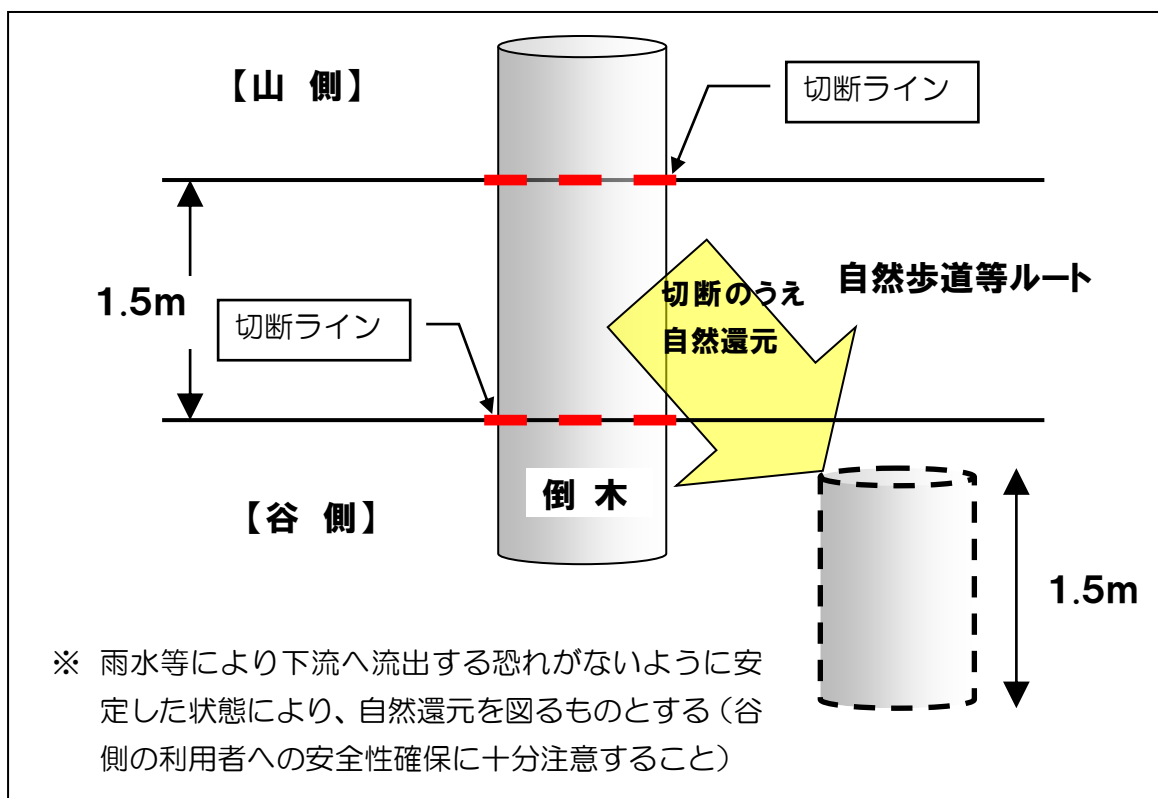 【山 側】
切断ライン
1.5m
切断ライン
切断のうえ
自然還元
自然歩道等ルート
倒 木
【谷 側】
1.5m
※ 雨水等により下流へ流出する恐れがないように安
定した状態により、自然還元を図るものとする（谷
側の利用者への安全性確保に十分注意すること）